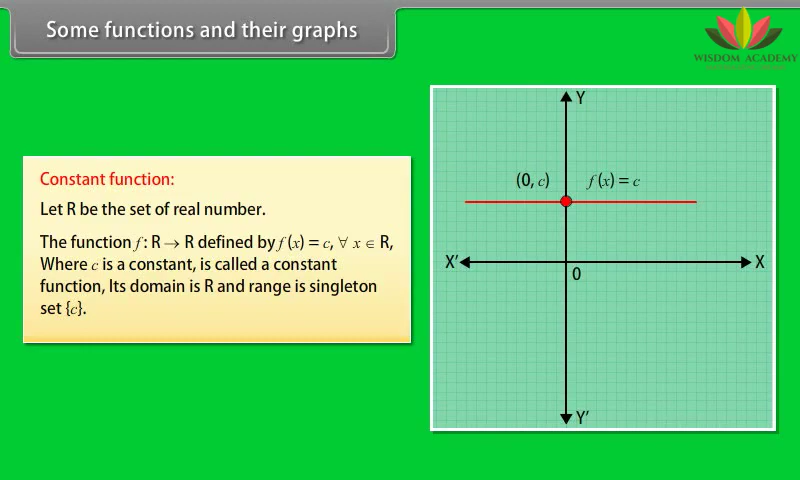 Some functions and their graphs
WISDOM ACADEMY
Constant function:
Let R be the set of real number.
The function f : R → R defined by f (x) = c, ∀ x ∈ R,
Where c is a constant, is called a constant
function, Its domain is R and range is singleton
set {c}.
Y
(0, c) f (x) = c
X′ X
0
Y′